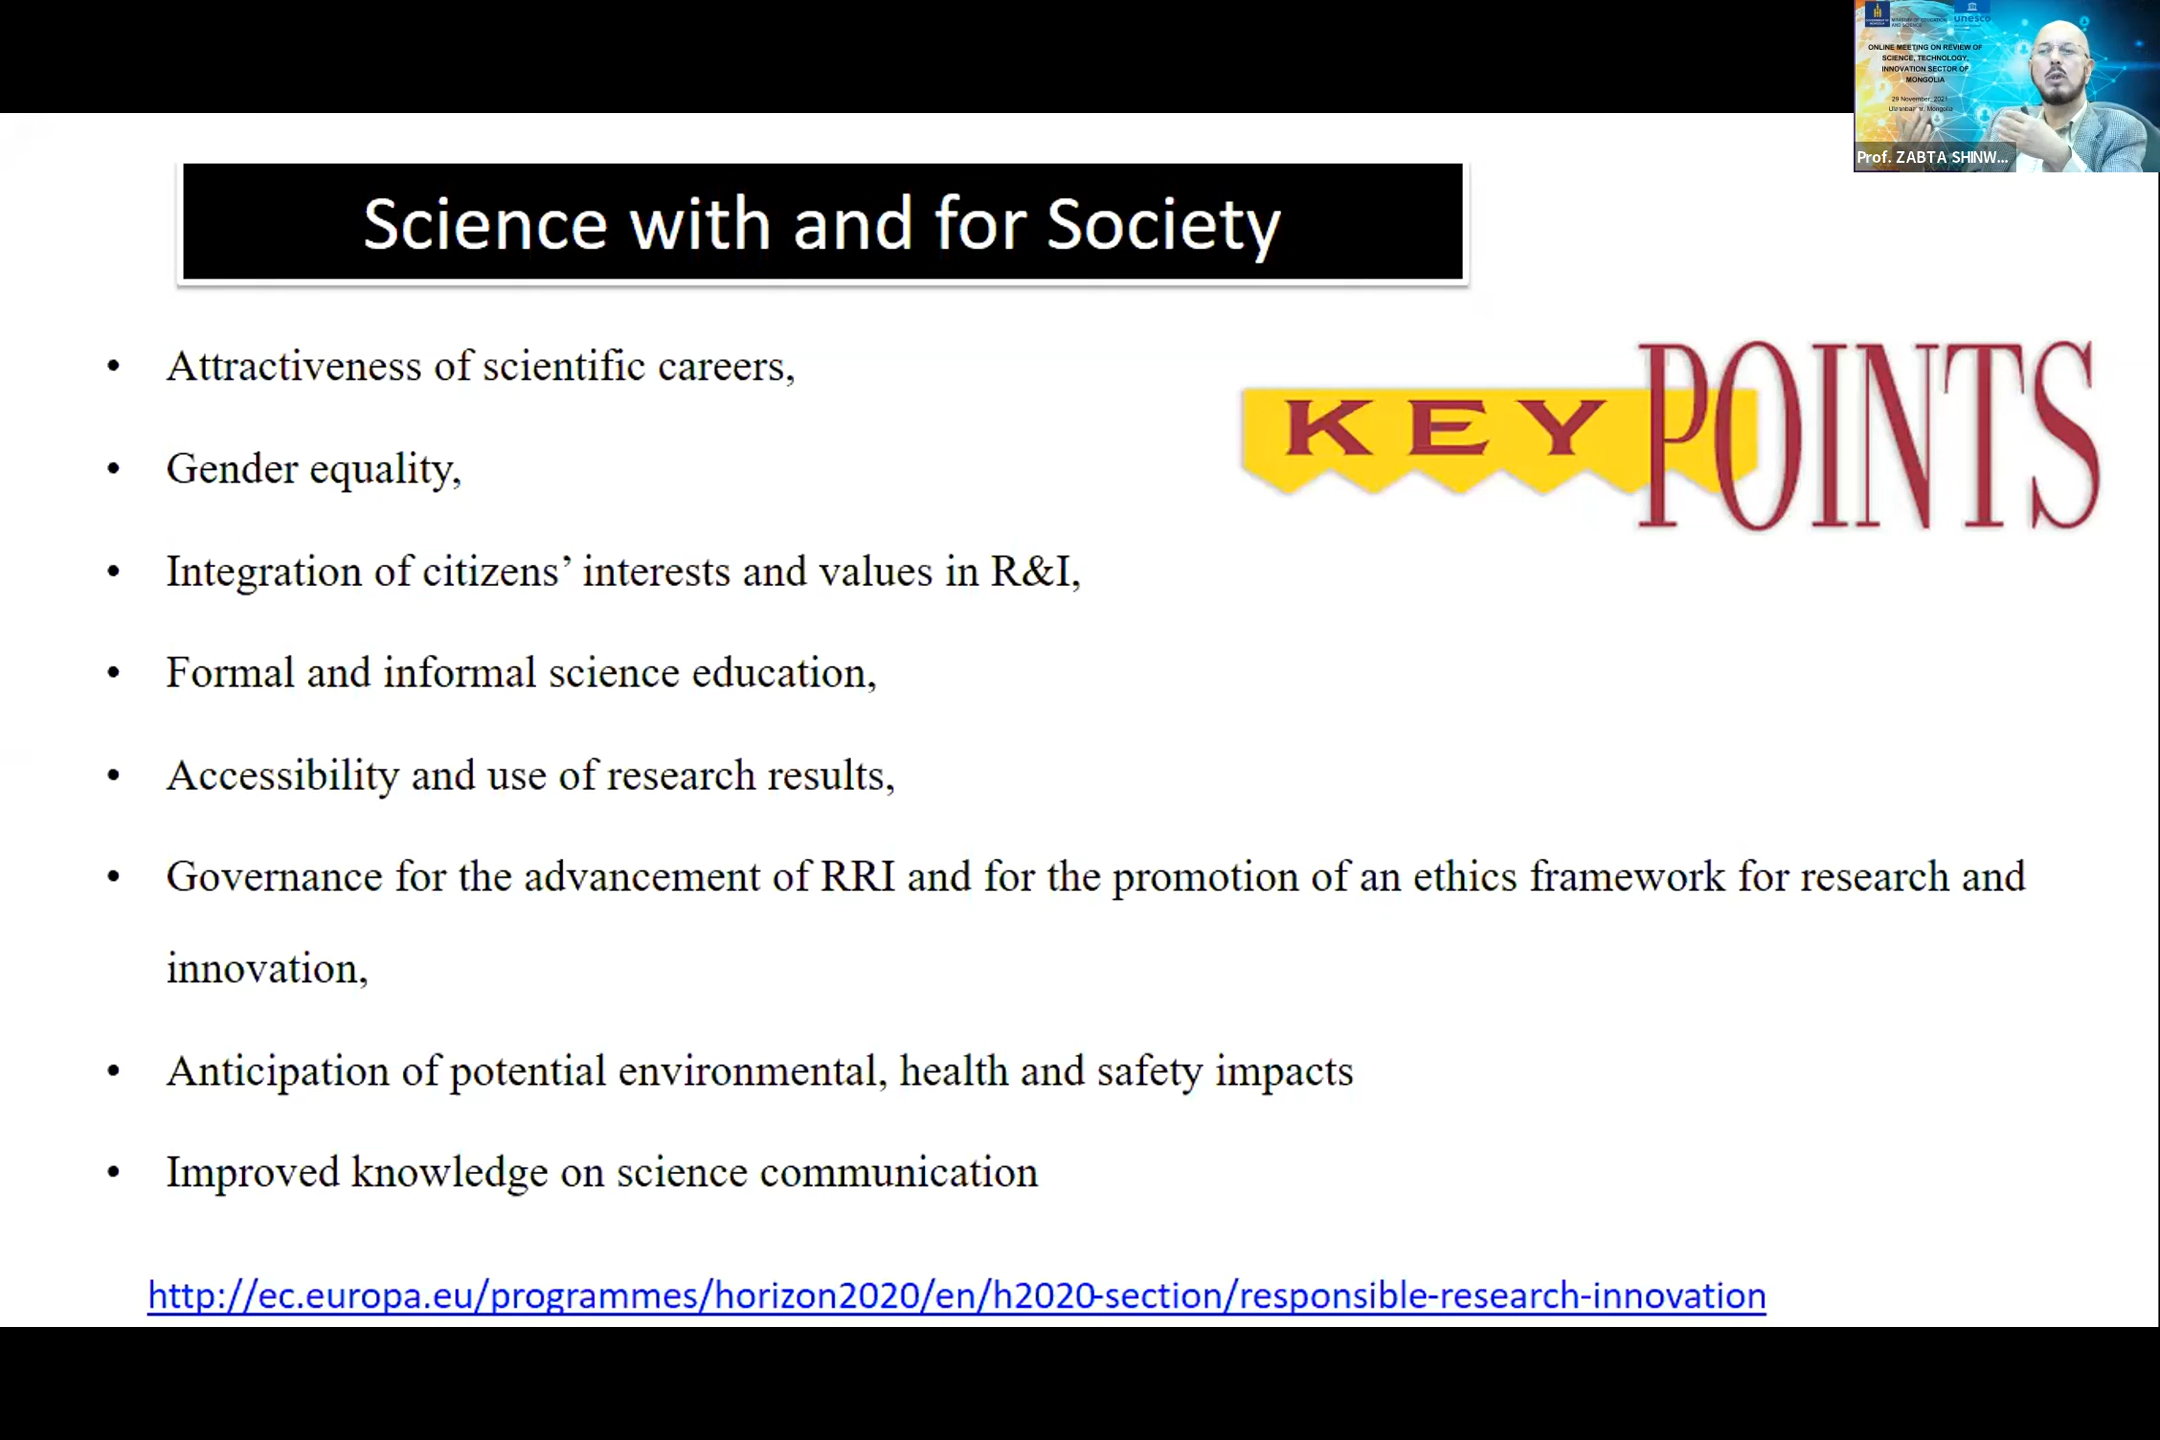 unesco
ONLINE MEETING ON REVIEW OF
SCIENCE, TECHNOLOGY,
INNOVATION SECTOR OF
MONGOLIA
29 November, 2021
Mongolia
Prof. ZABTA SHINW...
Science with and for Society
KEY POINTS
• Attractiveness of scientific careers,
• Gender equality,
• Integration of citizens’ interests and values in R&I,
• Formal and informal science education,
• Accessibility and use of research results,
• Governance for the advancement of RRI and for the promotion of an ethics framework for research and
innovation,
• Anticipation of potential environmental, health and safety impacts
• Improved knowledge on science communication
http://ec.europa.eu/programmes/horizon2020/en/h2020-section/responsible-research-innovation